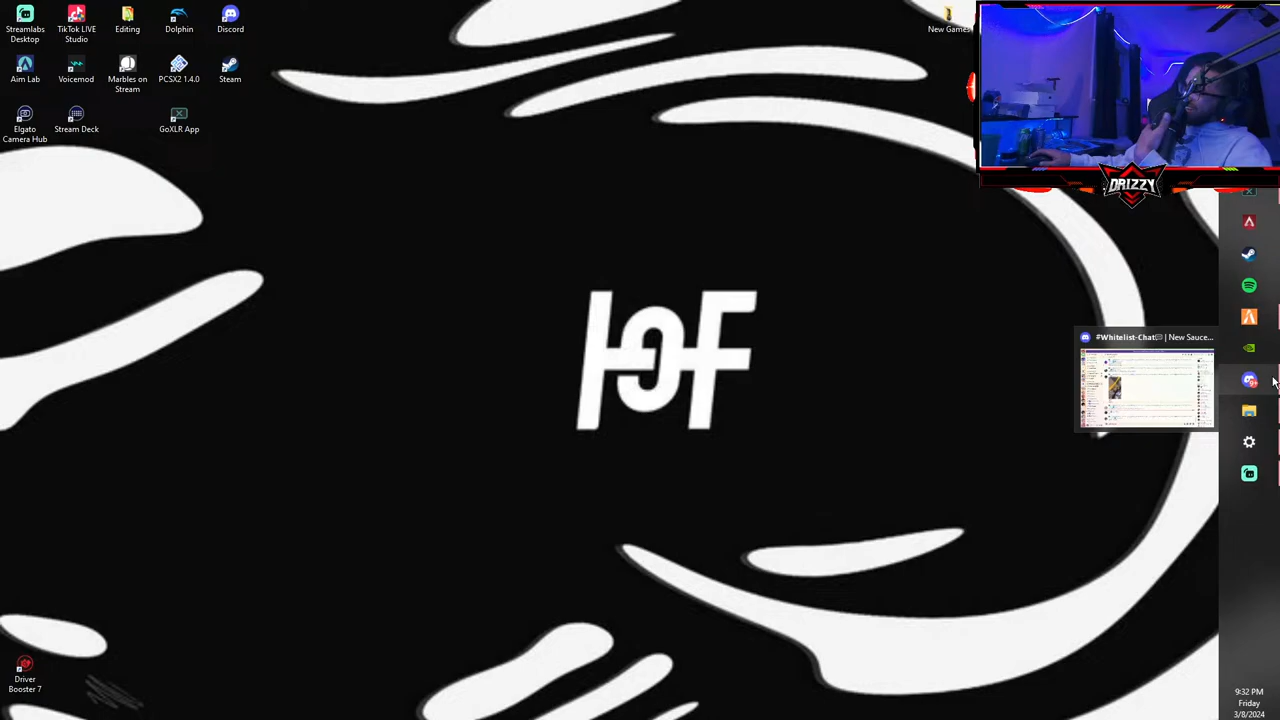 Streamlabs Desktop
TikTok LIVE Studio
Editing
Dolphin
Discord
New Games
Aim Lab
Voicemod
Marbles on Stream
PCSX2 1.4.0
Steam
Elgato Camera Hub
Stream Deck
GoXLR App
DRIZZY
HOF
#Whitelist-Chat | New Sauce...
Driver Booster 7
9:32 PM
Friday
3/8/2024